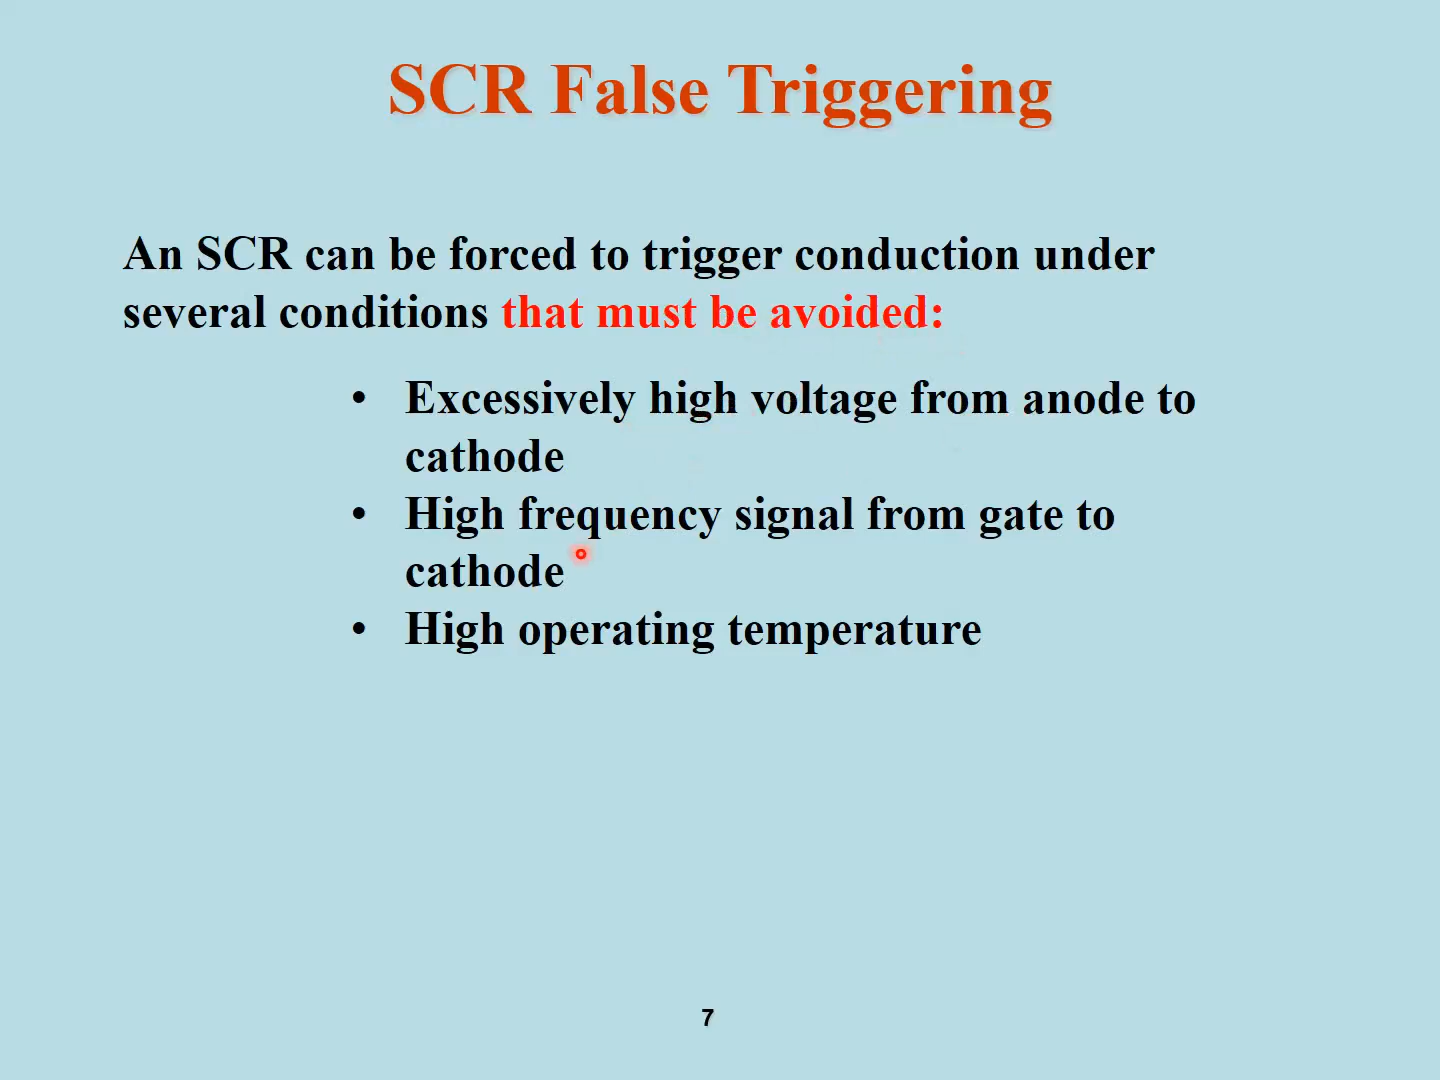 SCR False Triggering
An SCR can be forced to trigger conduction under
several conditions that must be avoided:
• Excessively high voltage from anode to
cathode
• High frequency signal from gate to
cathode
• High operating temperature
7